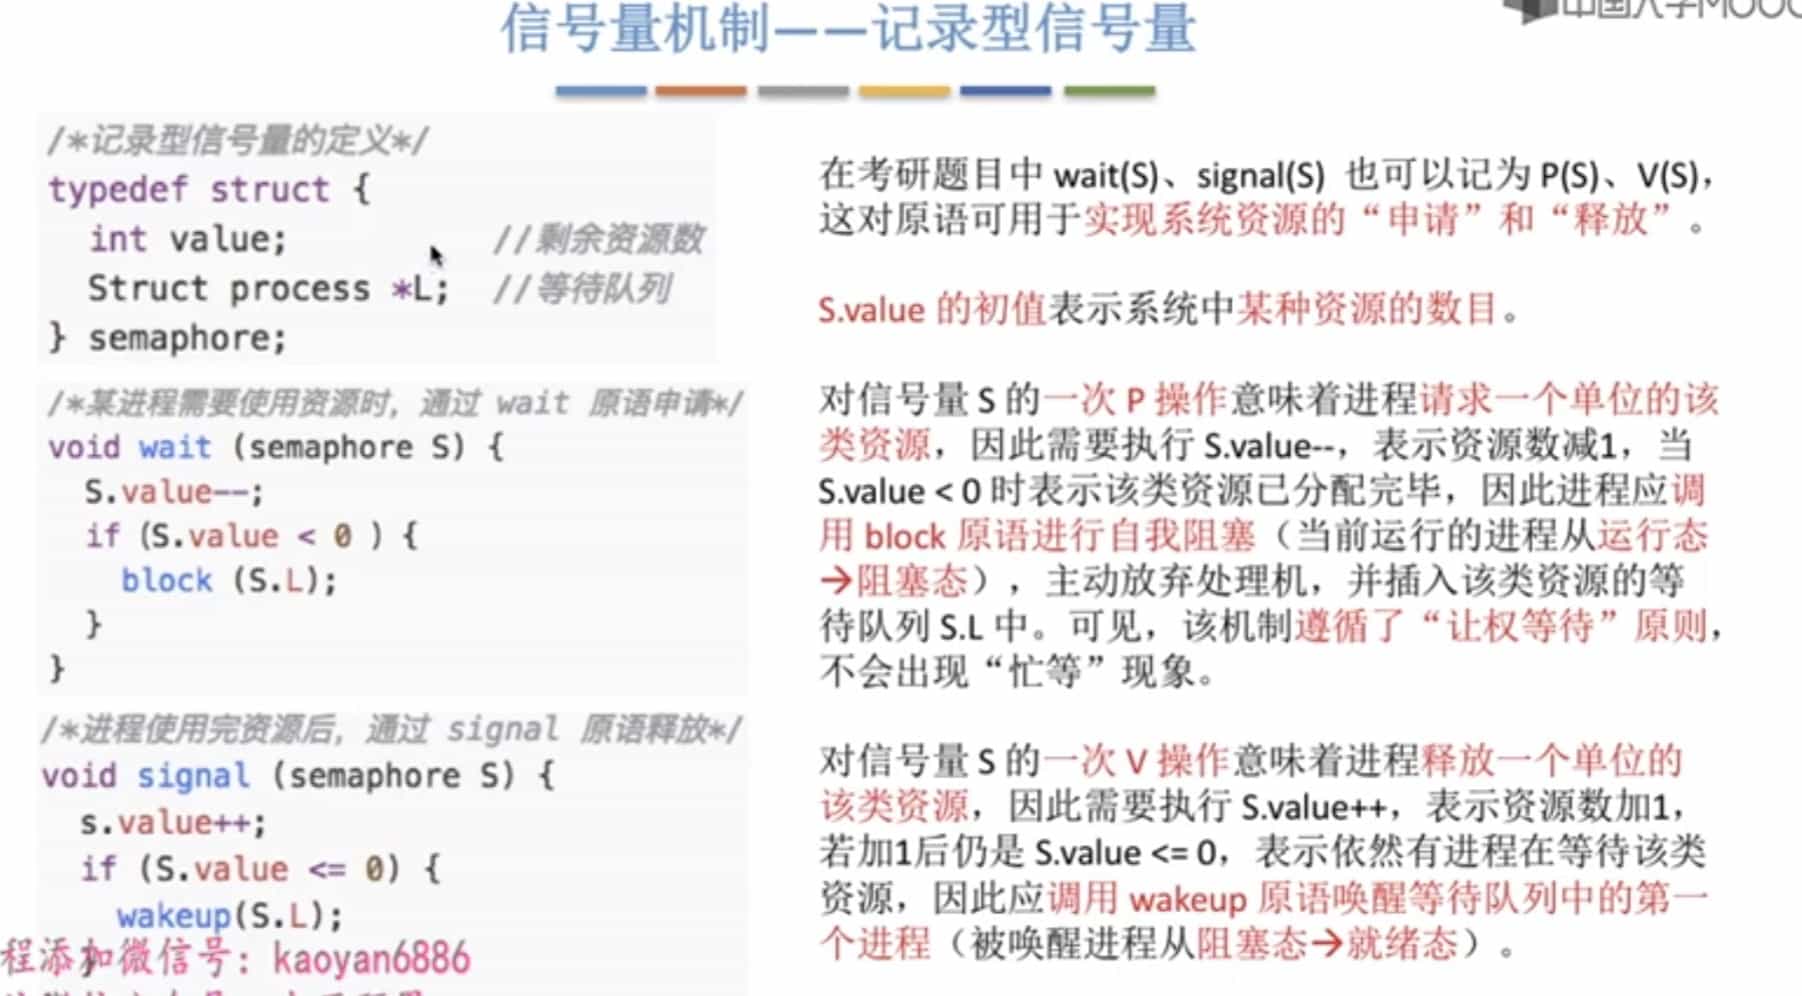 信号量机制——记录型信号量
中国大学MOOC
/*记录型信号量的定义*/
typedef struct {
int value; //剩余资源数
Struct process *L; //等待队列
} semaphore;
/*某进程需要使用资源时，通过 wait 原语申请*/
void wait (semaphore S) {
S.value--;
if (S.value < 0 ) {
block (S.L);
}
}
/*进程使用完资源后，通过 signal 原语释放*/
void signal (semaphore S) {
s.value++;
if (S.value <= 0) {
wakeup(S.L);
}
程添加微信号：kaoyan6886
在考研题目中 wait(S)、signal(S) 也可以记为 P(S)、V(S)，
这对原语可用于实现系统资源的“申请”和“释放”。
S.value 的初值表示系统中某种资源的数目。
对信号量 S 的一次 P 操作意味着进程请求一个单位的该
类资源，因此需要执行 S.value--，表示资源数减1，当
S.value < 0 时表示该类资源已分配完毕，因此进程应调
用 block 原语进行自我阻塞（当前运行的进程从运行态
→阻塞态），主动放弃处理机，并插入该类资源的等
待队列 S.L 中。可见，该机制遵循了“让权等待”原则，
不会出现“忙等”现象。
对信号量 S 的一次 V 操作意味着进程释放一个单位的
该类资源，因此需要执行 S.value++，表示资源数加1，
若加1后仍是 S.value <= 0，表示依然有进程在等待该类
资源，因此应调用 wakeup 原语唤醒等待队列中的第一
个进程（被唤醒进程从阻塞态→就绪态）。